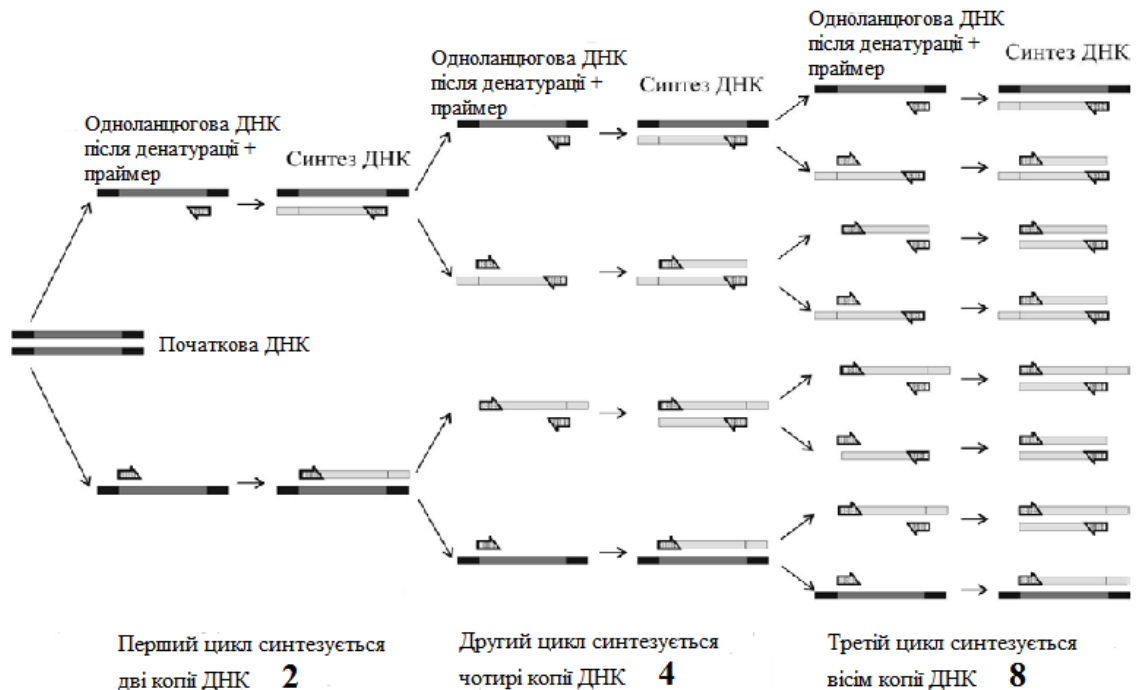 Одноланцюгова ДНК
після денатурації +
праймер
Синтез ДНК
Одноланцюгова ДНК
після денатурації +
праймер
Синтез ДНК
Одноланцюгова ДНК
після денатурації +
праймер
Синтез ДНК
Початкова ДНК
Перший цикл синтезується
дві копії ДНК 2
Другий цикл синтезується
чотирі копії ДНК 4
Третій цикл синтезується
вісім копії ДНК 8